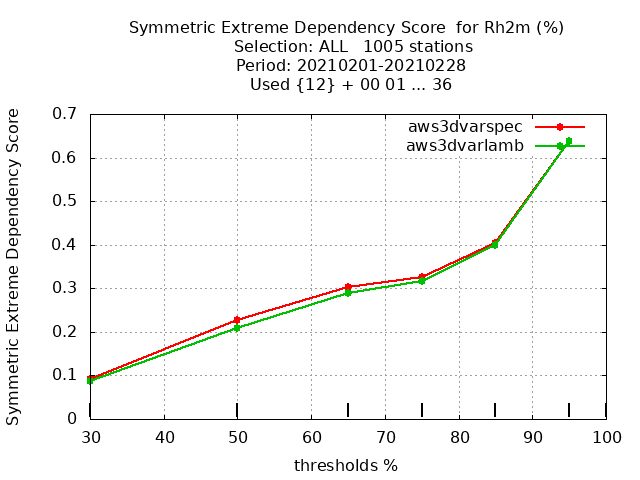 Symmetric Extreme Dependency Score  for Rh2m (%)
Selection: ALL   1005 stations
Period: 20210201-20210228
Used {12} + 00 01 ... 36
Symmetric Extreme Dependency Score
0.7
0.6
0.5
0.4
0.3
0.2
0.1
0
aws3dvarspec
aws3dvarlamb
30 40 50 60 70 80 90 100
thresholds %